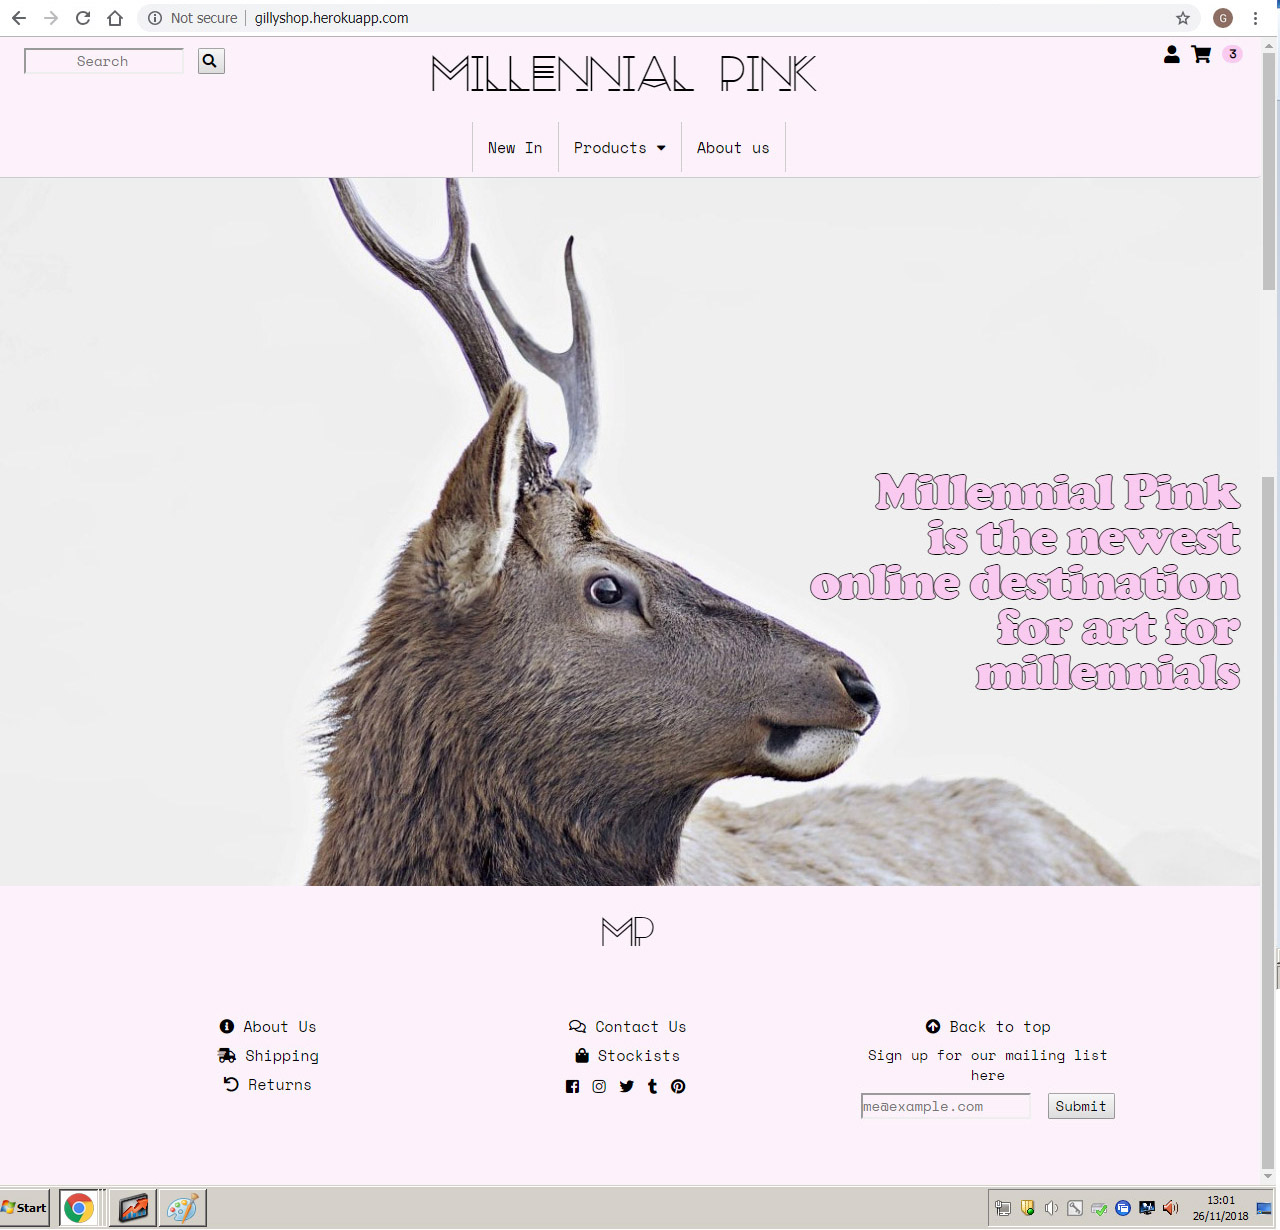 Not secure | gillyshop.herokuapp.com
G
Search
MILLENNIAL PINK
3
New In
Products
About us
Millennial Pink
is the newest
online destination
for art for
millennials
MP
About Us
Shipping
Returns
Contact Us
Stockists
Back to top
Sign up for our mailing list
here
me@example.com
Submit
Start
13:01
26/11/2018